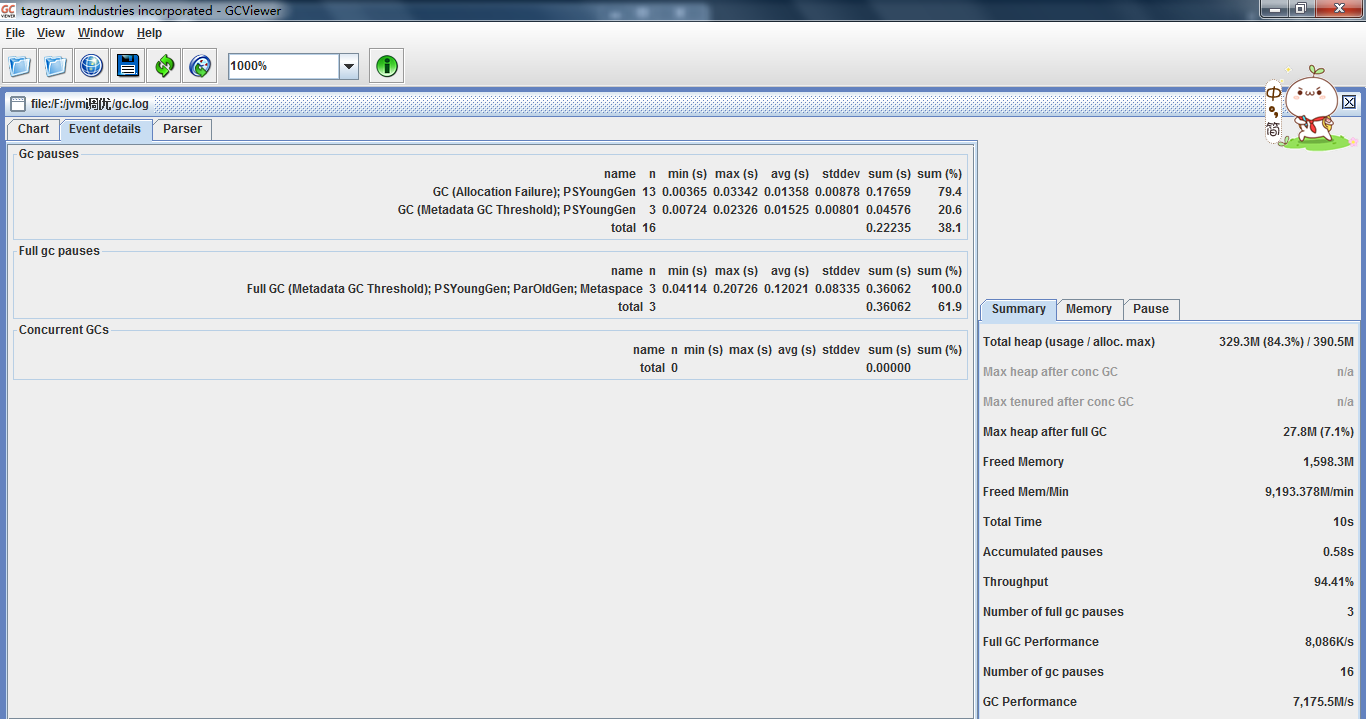 GC VIEWER tagtraum industries incorporated - GCViewer
File View Window Help
1000%
file:/F:/jvm调优/gc.log
中
简
Chart Event details Parser
Gc pauses
name n min (s) max (s) avg (s) stddev sum (s) sum (%)
GC (Allocation Failure); PSYoungGen 13 0.00365 0.03342 0.01358 0.00878 0.17659 79.4
GC (Metadata GC Threshold); PSYoungGen 3 0.00724 0.02326 0.01525 0.00801 0.04576 20.6
total 16 0.22235 38.1
Full gc pauses
name n min (s) max (s) avg (s) stddev sum (s) sum (%)
Full GC (Metadata GC Threshold); PSYoungGen; ParOldGen; Metaspace 3 0.04114 0.20726 0.12021 0.08335 0.36062 100.0
total 3 0.36062 61.9
Concurrent GCs
name n min (s) max (s) avg (s) stddev sum (s) sum (%)
total 0 0.00000
Summary Memory Pause
Total heap (usage / alloc. max) 329.3M (84.3%) / 390.5M
Max heap after conc GC n/a
Max tenured after conc GC n/a
Max heap after full GC 27.8M (7.1%)
Freed Memory 1,598.3M
Freed Mem/Min 9,193.378M/min
Total Time 10s
Accumulated pauses 0.58s
Throughput 94.41%
Number of full gc pauses 3
Full GC Performance 8,086K/s
Number of gc pauses 16
GC Performance 7,175.5M/s